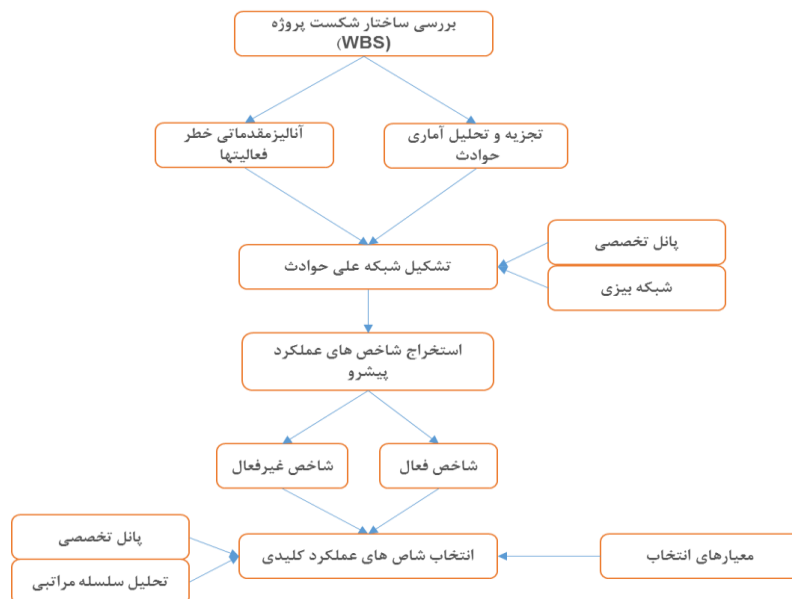 بررسی ساختار شکست پروژه
(WBS)
آنالیزمقدماتی خطر
فعالیتها
تجزیه و تحلیل آماری
حوادث
پانل تخصصی
تشکیل شبکه علی حوادث
شبکه بیزی
استخراج شاخص های عملکرد
پیشرو
شاخص غیرفعال
شاخص فعال
پانل تخصصی
انتخاب شاص های عملکرد کلیدی
معیارهای انتخاب
تحلیل سلسله مراتبی